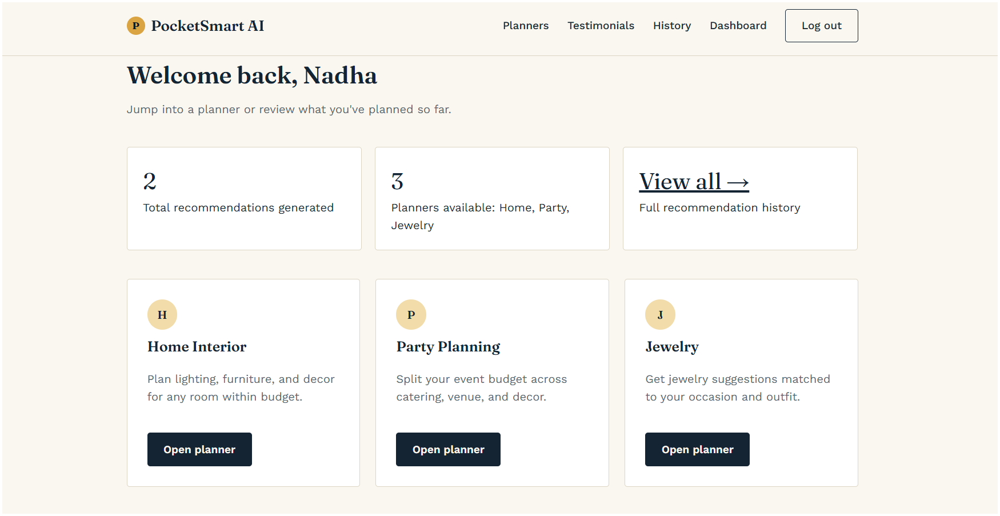 P PocketSmart AI Planners Testimonials History Dashboard Log out
Welcome back, Nadha
Jump into a planner or review what you've planned so far.
2
Total recommendations generated
3
Planners available: Home, Party,
Jewelry
View all →
Full recommendation history
H
Home Interior
Plan lighting, furniture, and decor
for any room within budget.
Open planner
P
Party Planning
Split your event budget across
catering, venue, and decor.
Open planner
J
Jewelry
Get jewelry suggestions matched
to your occasion and outfit.
Open planner